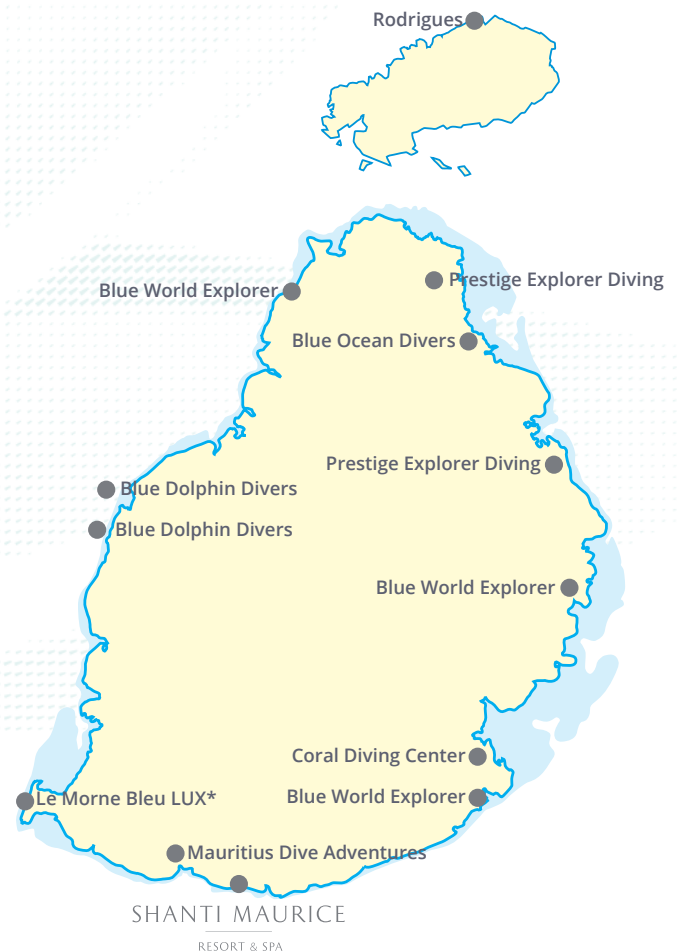 Rodrigues
Prestige Explorer Diving
Blue World Explorer
Blue Ocean Divers
Prestige Explorer Diving
Blue Dolphin Divers
Blue Dolphin Divers
Blue World Explorer
Coral Diving Center
Blue World Explorer
Le Morne Bleu LUX*
Mauritius Dive Adventures
SHANTI MAURICE
RESORT & SPA